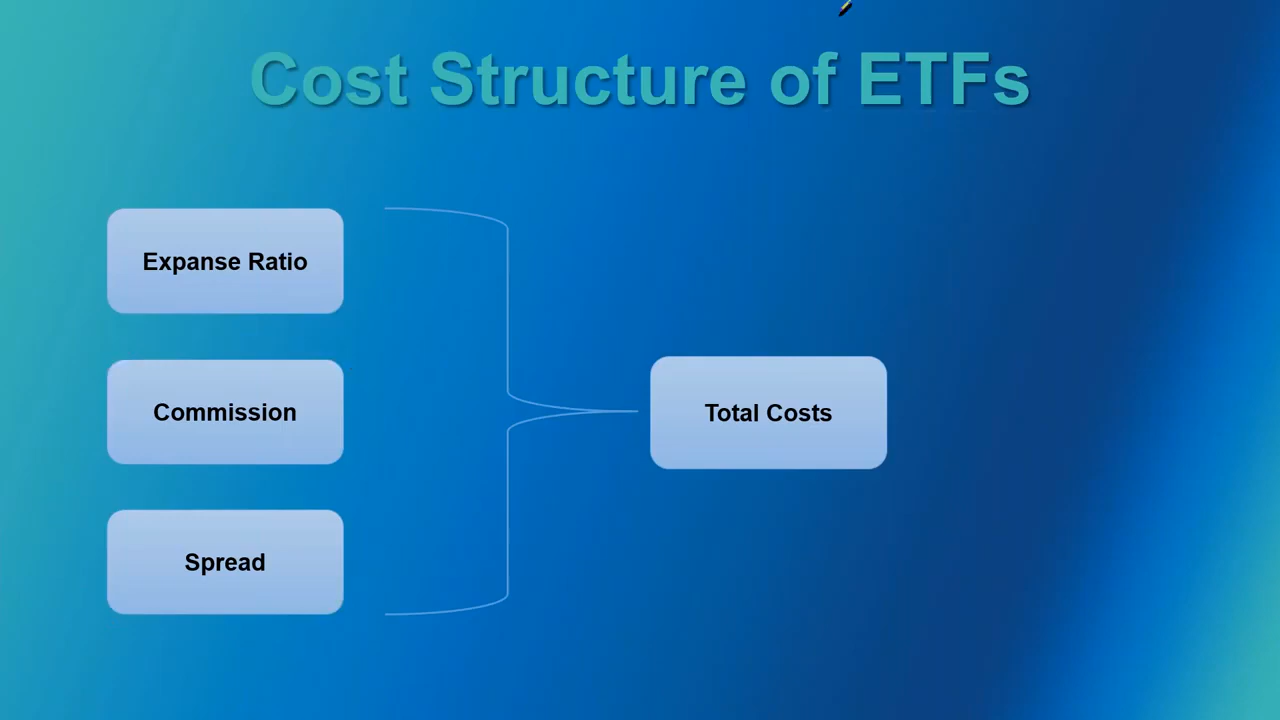 Cost Structure of ETFs
Expanse Ratio
Commission
Total Costs
Spread